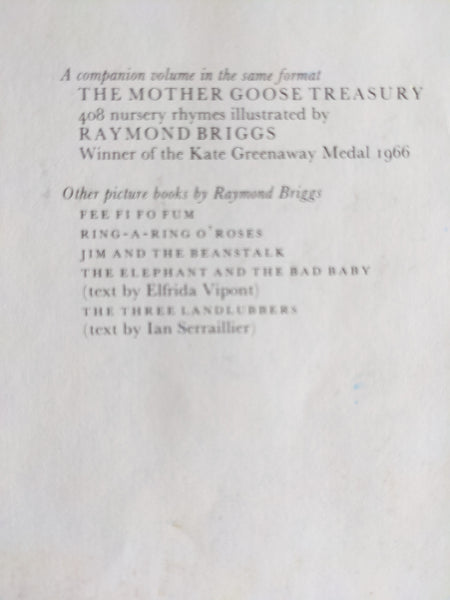 A companion volume in the same format
THE MOTHER GOOSE TREASURY
408 nursery rhymes illustrated by
RAYMOND BRIGGS
Winner of the Kate Greenaway Medal 1966
Other picture books by Raymond Briggs
FEE FI FO FUM
RING-A-RING O' ROSES
JIM AND THE BEANSTALK
THE ELEPHANT AND THE BAD BABY
(text by Elfrida Vipont)
THE THREE LANDLUBBERS
(text by Ian Serraillier)